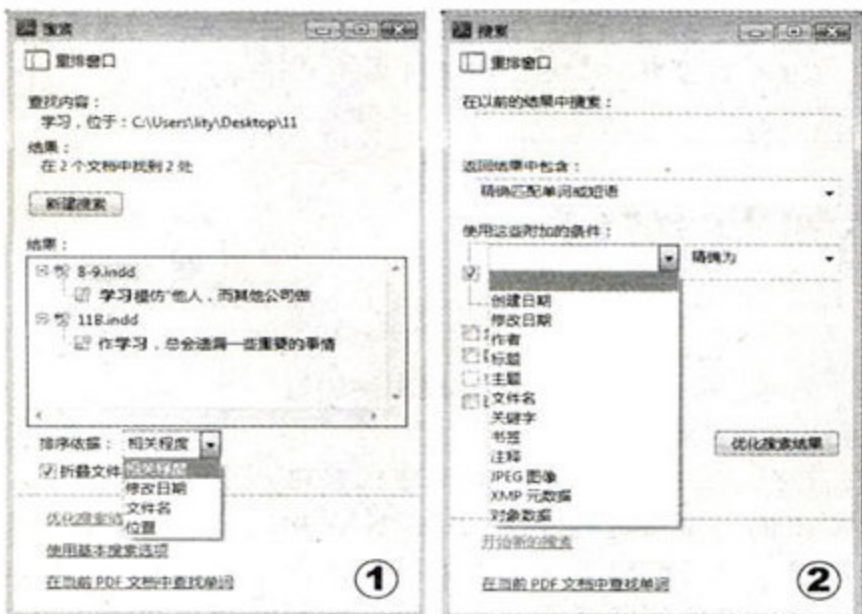 搜索
重排窗口
查找内容：
学习，位于：C:\Users\lity\Desktop\11
结果：
在 2 个文档中找到 2 处
新建搜索
结果：
8-9.indd
学习模仿“他人，而其他公司做
11B.indd
作学习，总会遗漏一些重要的事情
排序依据： 相关程度
折叠文件
相关程度
修改日期
文件名
位置
优化搜索结
使用基本搜索选项
在当前 PDF 文档中查找单词
①
搜索
重排窗口
在以前的结果中搜索：
返回结果中包含：
精确匹配单词或短语
使用这些附加的条件：
精确为
创建日期
修改日期
作者
标题
主题
文件名
关键字
书签
注释
JPEG 图像
XMP 元数据
对象数据
优化搜索结果
开始新的搜索
在当前 PDF 文档中查找单词
②